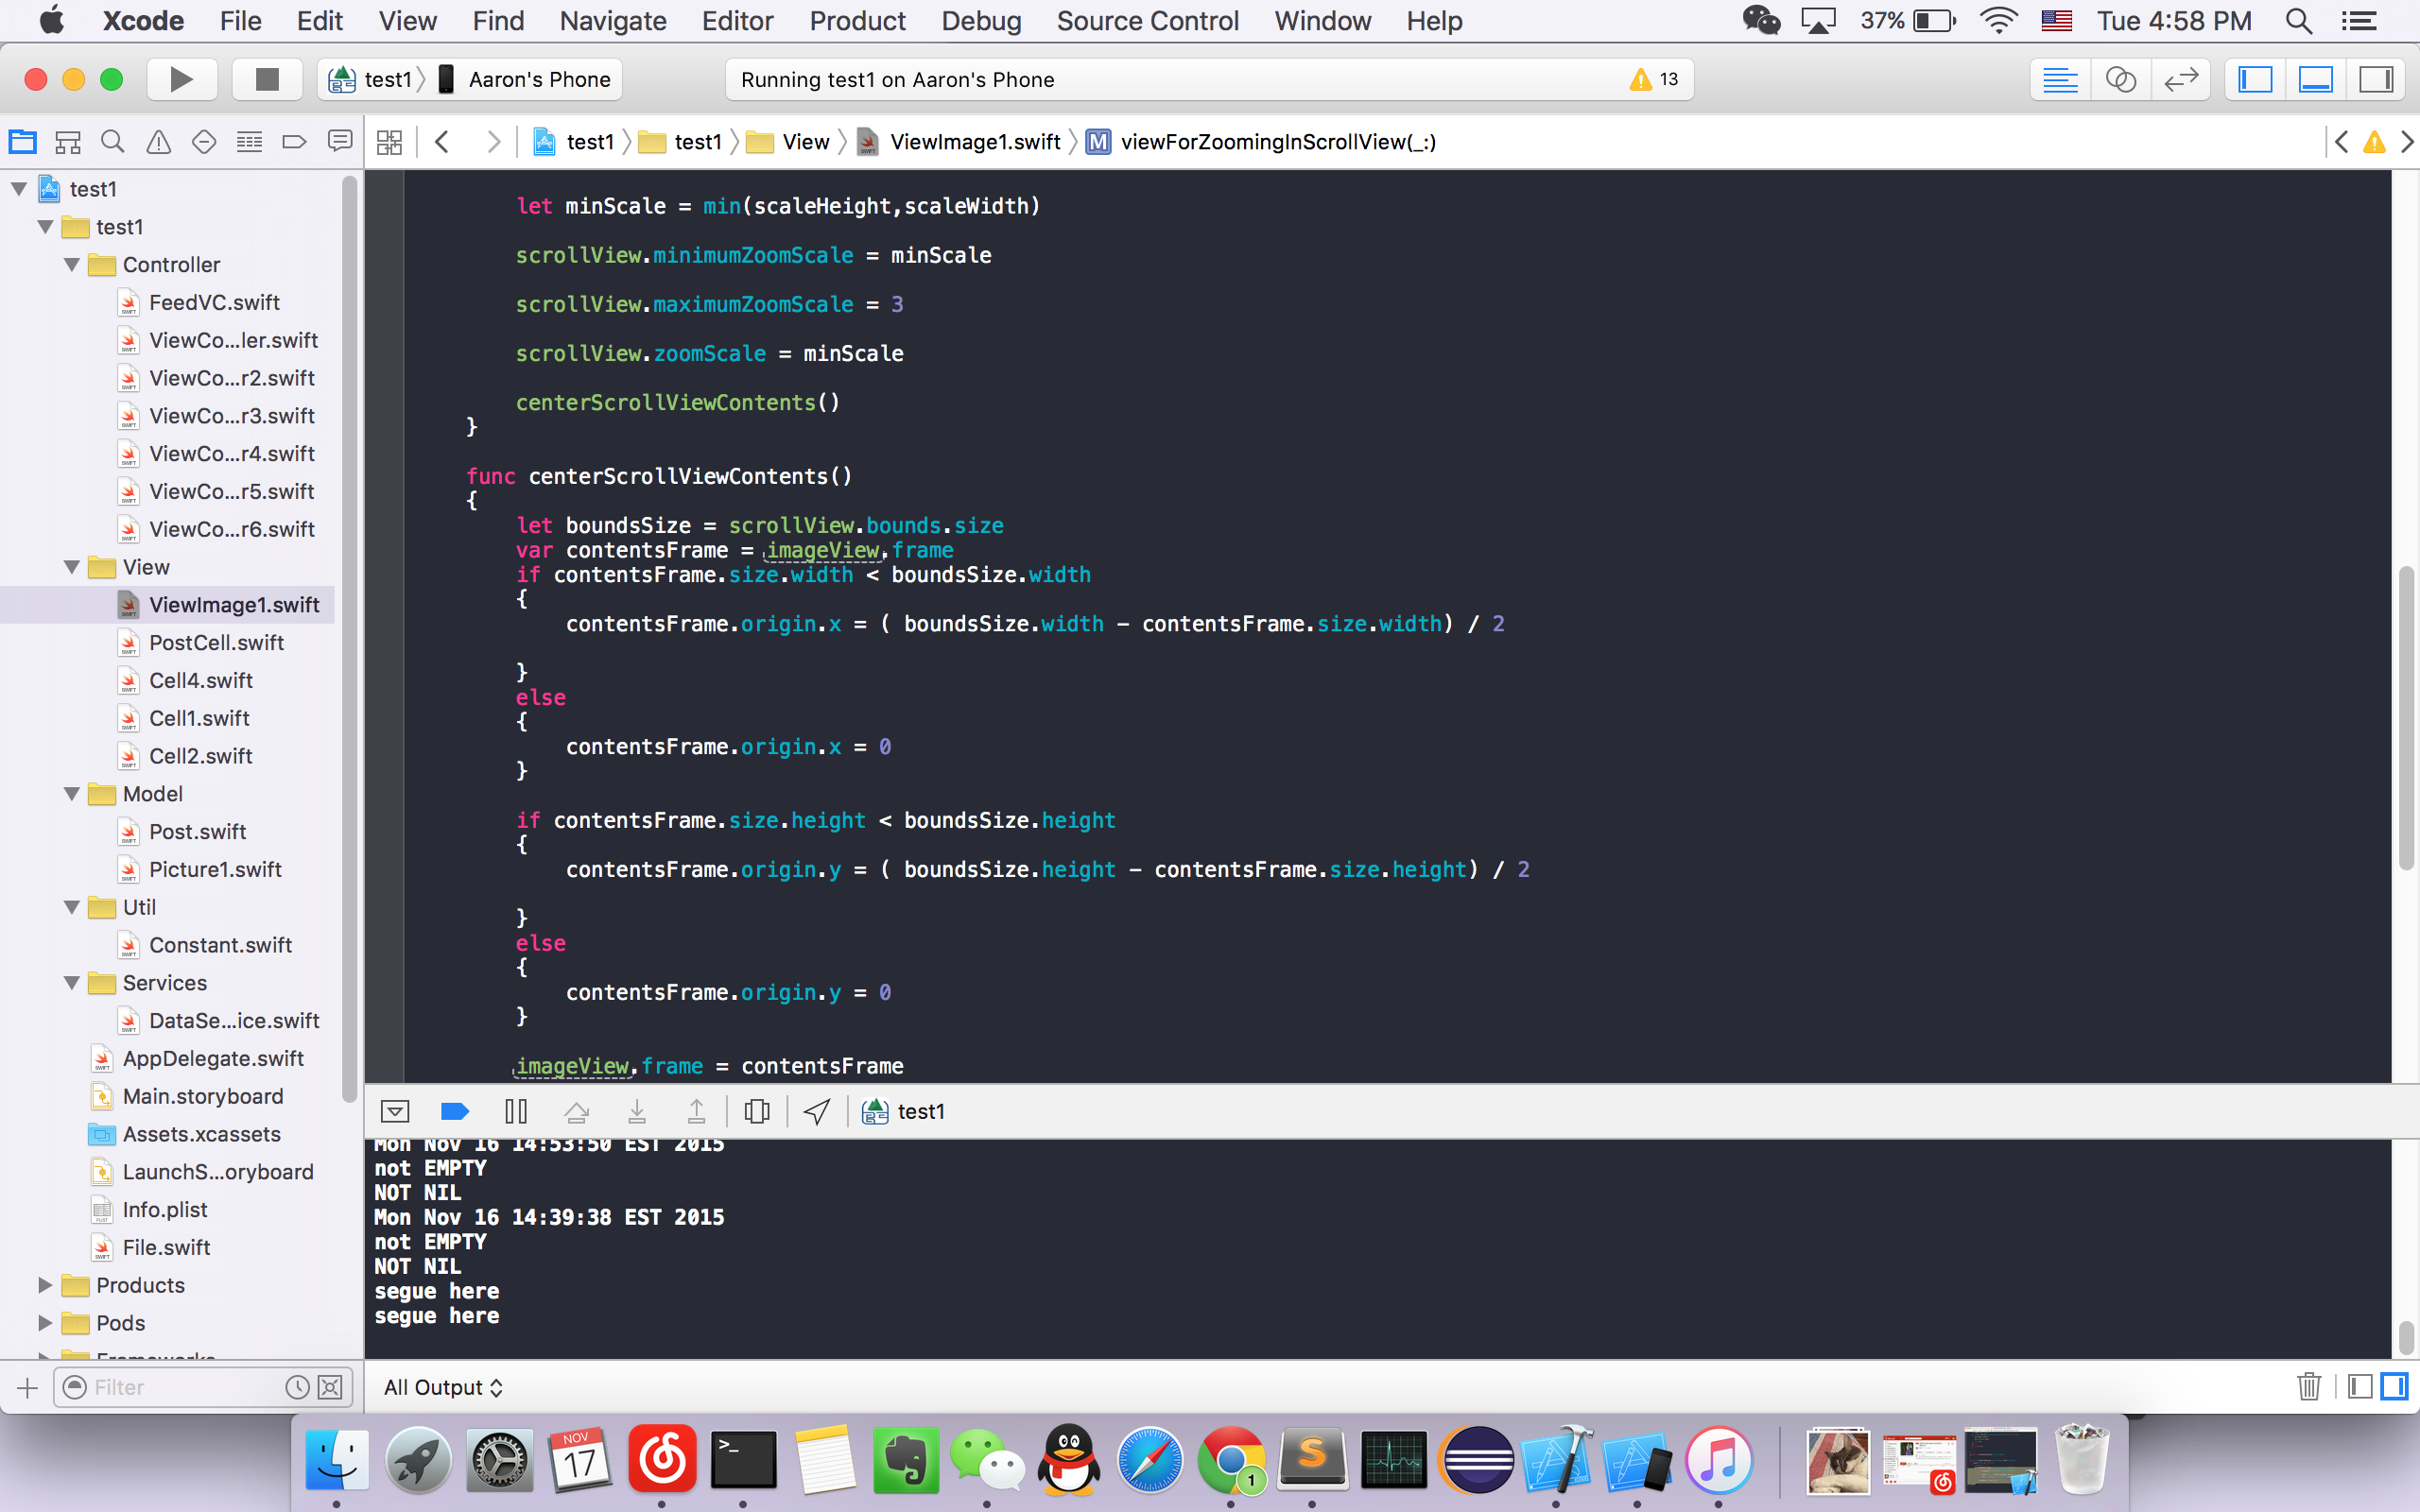 Xcode File Edit View Find Navigate Editor Product Debug Source Control Window Help 37% Tue 4:58 PM
test1 Aaron's Phone Running test1 on Aaron's Phone 13
test1 test1 View ViewImage1.swift M viewForZoomingInScrollView(_:)
test1
test1
Controller
FeedVC.swift
ViewCo...ler.swift
ViewCo...r2.swift
ViewCo...r3.swift
ViewCo...r4.swift
ViewCo...r5.swift
ViewCo...r6.swift
View
ViewImage1.swift
PostCell.swift
Cell4.swift
Cell1.swift
Cell2.swift
Model
Post.swift
Picture1.swift
Util
Constant.swift
Services
DataSe...ice.swift
AppDelegate.swift
Main.storyboard
Assets.xcassets
LaunchS...oryboard
Info.plist
File.swift
Products
Pods
Frameworks
Filter
let minScale = min(scaleHeight,scaleWidth)
scrollView.minimumZoomScale = minScale
scrollView.maximumZoomScale = 3
scrollView.zoomScale = minScale
centerScrollViewContents()
}
func centerScrollViewContents()
{
let boundsSize = scrollView.bounds.size
var contentsFrame = imageView.frame
if contentsFrame.size.width < boundsSize.width
{
contentsFrame.origin.x = ( boundsSize.width - contentsFrame.size.width) / 2
}
else
{
contentsFrame.origin.x = 0
}
if contentsFrame.size.height < boundsSize.height
{
contentsFrame.origin.y = ( boundsSize.height - contentsFrame.size.height) / 2
}
else
{
contentsFrame.origin.y = 0
}
imageView.frame = contentsFrame
test1
Mon Nov 16 14:53:50 EST 2015
not EMPTY
NOT NIL
Mon Nov 16 14:39:38 EST 2015
not EMPTY
NOT NIL
segue here
segue here
All Output
NOV
17
>_
S
1